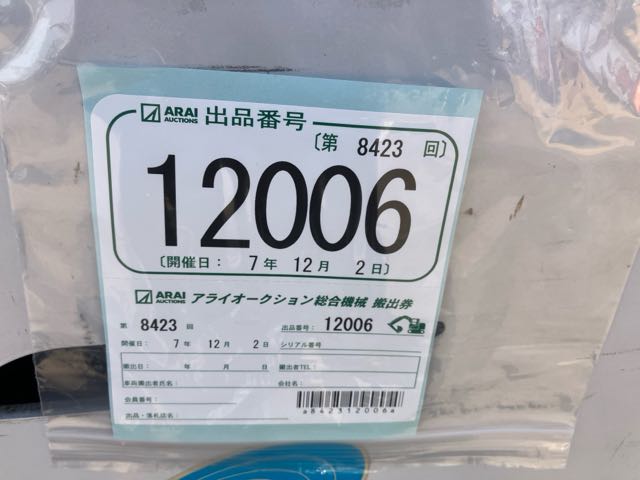 ARAI AUCTIONS 出品番号
〔第 8423 回〕
12006
〔開催日： 7年 12月 2日〕
ARAI AUCTIONS アライオークション総合機械 搬出券
第 8423 回 出品番号： 12006
開催日： 7 年 12 月 2 日 シリアル番号
搬出日： 年 月 日 搬出者TEL：
車両搬出者氏名： 会社名：
会員番号：
出品・落札店名：
a842312006a